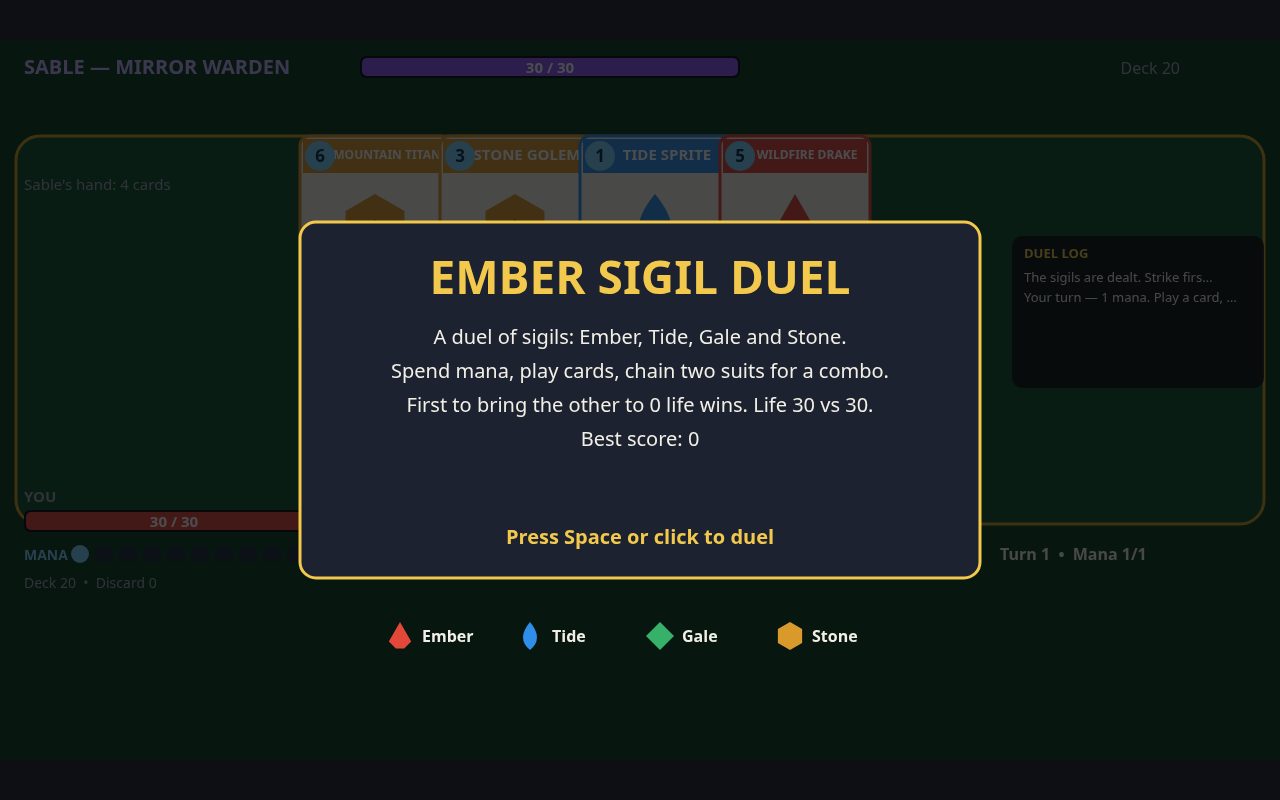 SABLE — MIRROR WARDEN
30 / 30
Deck 20
6 MOUNTAIN TITAN
3 STONE GOLEM
1 TIDE SPRITE
5 WILDFIRE DRAKE
Sable's hand: 4 cards
EMBER SIGIL DUEL
A duel of sigils: Ember, Tide, Gale and Stone.
Spend mana, play cards, chain two suits for a combo.
First to bring the other to 0 life wins. Life 30 vs 30.
Best score: 0
Press Space or click to duel
DUEL LOG
The sigils are dealt. Strike firs...
Your turn — 1 mana. Play a card, ...
YOU
30 / 30
MANA
Turn 1 • Mana 1/1
Deck 20 • Discard 0
Ember
Tide
Gale
Stone